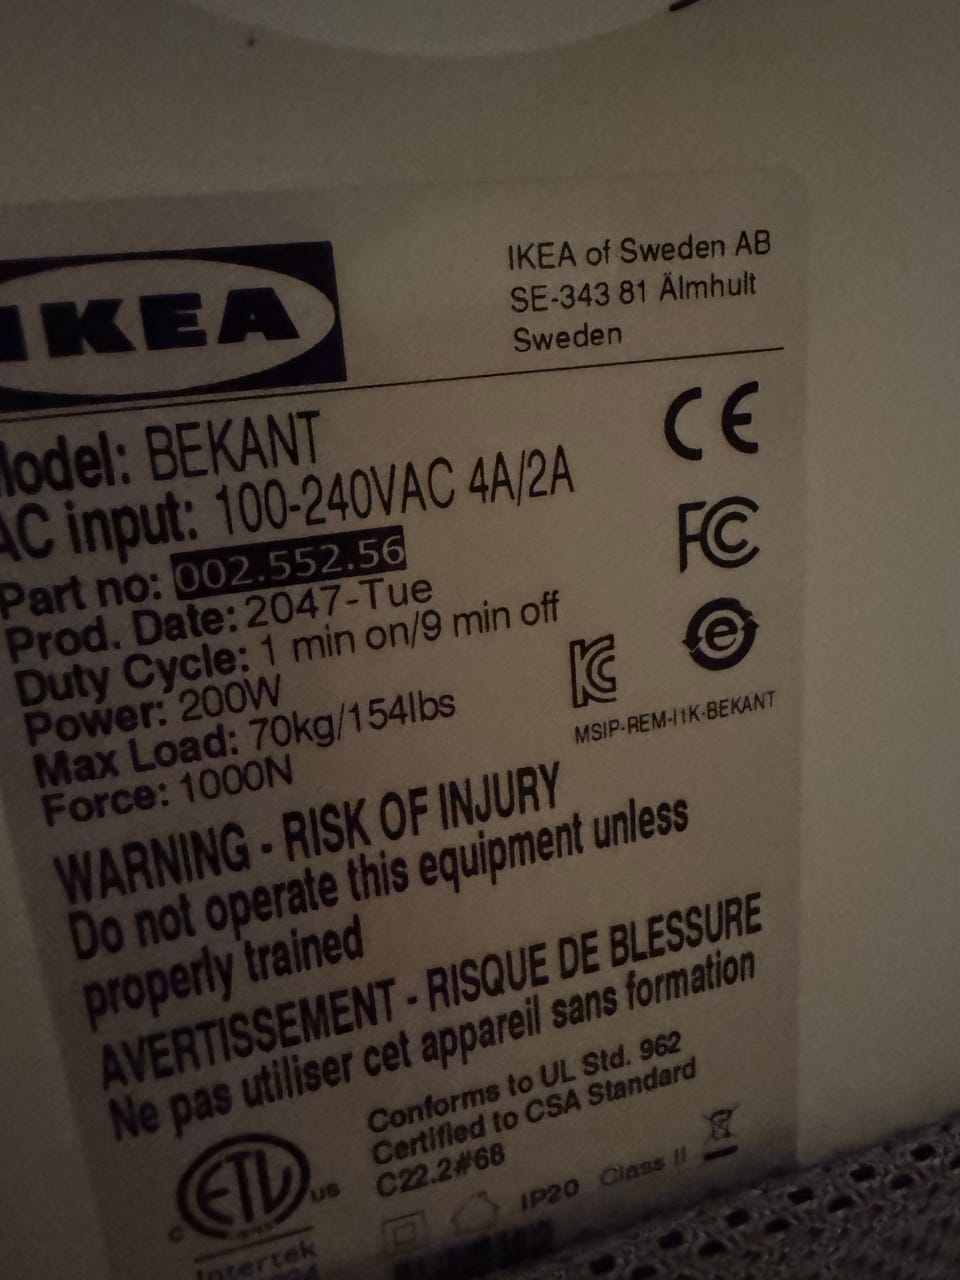 IKEA
IKEA of Sweden AB
SE-343 81 Älmhult
Sweden
Model: BEKANT
AC input: 100-240VAC 4A/2A
Part no: 002.552.56
Prod. Date: 2047-Tue
Duty Cycle: 1 min on/9 min off
Power: 200W
Max Load: 70kg/154lbs
Force: 1000N
CE
FC
e
KC
MSIP-REM-I1K-BEKANT
WARNING - RISK OF INJURY
Do not operate this equipment unless
properly trained
AVERTISSEMENT - RISQUE DE BLESSURE
Ne pas utiliser cet appareil sans formation
Conforms to UL Std. 962
Certified to CSA Standard
C22.2#68
ETL
C US
Intertek
IP20 Class II